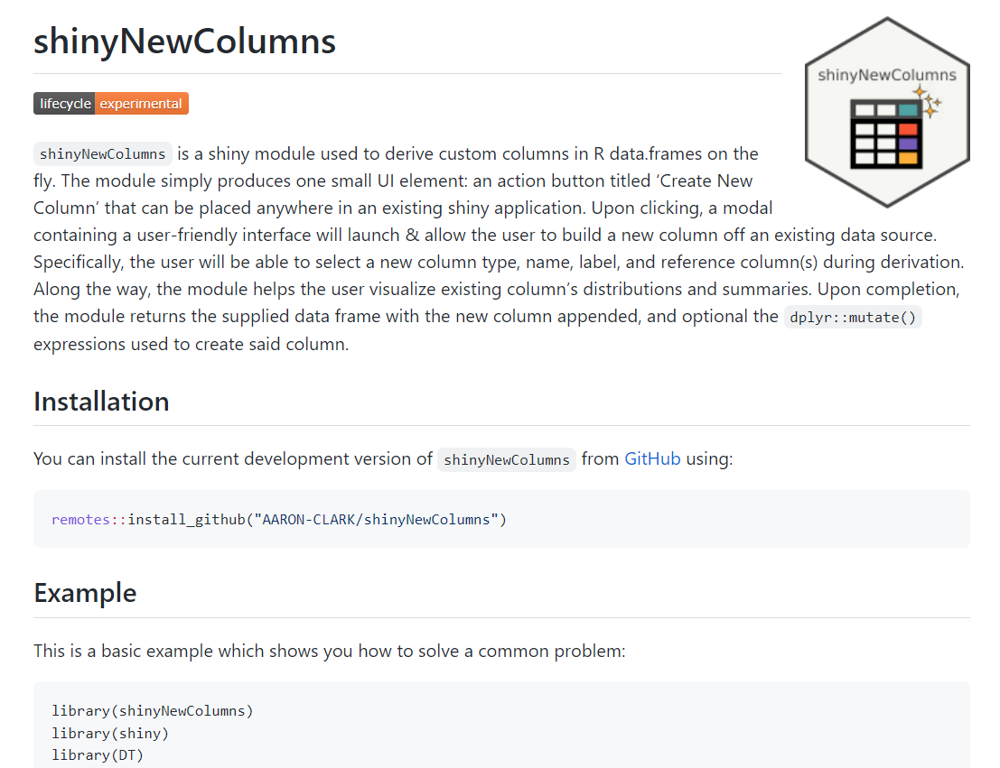 shinyNewColumns
shinyNewColumns
lifecycle experimental
shinyNewColumns is a shiny module used to derive custom columns in R data.frames on the
fly. The module simply produces one small UI element: an action button titled ‘Create New
Column’ that can be placed anywhere in an existing shiny application. Upon clicking, a modal
containing a user-friendly interface will launch & allow the user to build a new column off an existing data source.
Specifically, the user will be able to select a new column type, name, label, and reference column(s) during derivation.
Along the way, the module helps the user visualize existing column’s distributions and summaries. Upon completion,
the module returns the supplied data frame with the new column appended, and optional the dplyr::mutate()
expressions used to create said column.
Installation
You can install the current development version of shinyNewColumns from GitHub using:
remotes::install_github("AARON-CLARK/shinyNewColumns")
Example
This is a basic example which shows you how to solve a common problem:
library(shinyNewColumns)
library(shiny)
library(DT)